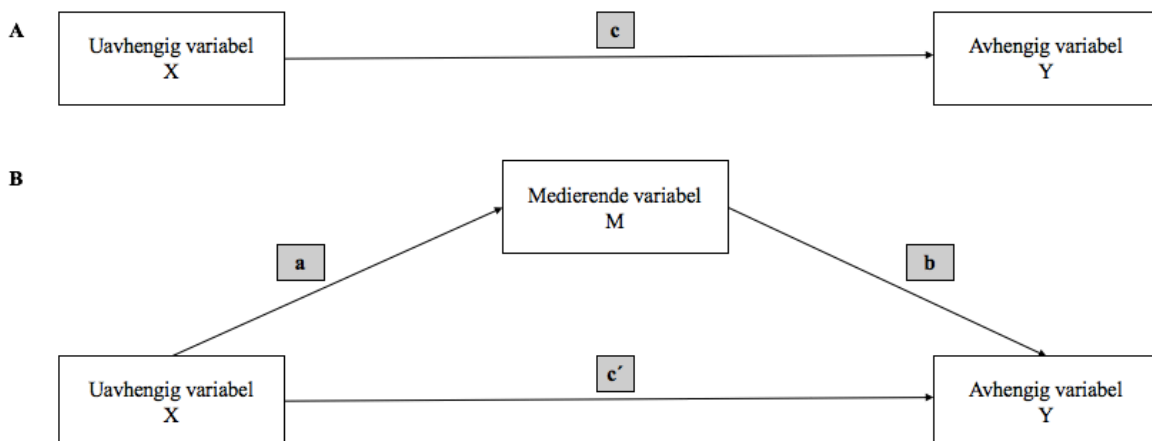 A
Uavhengig variabel
X
c
Avhengig variabel
Y
B
Medierende variabel
M
a
b
Uavhengig variabel
X
c´
Avhengig variabel
Y